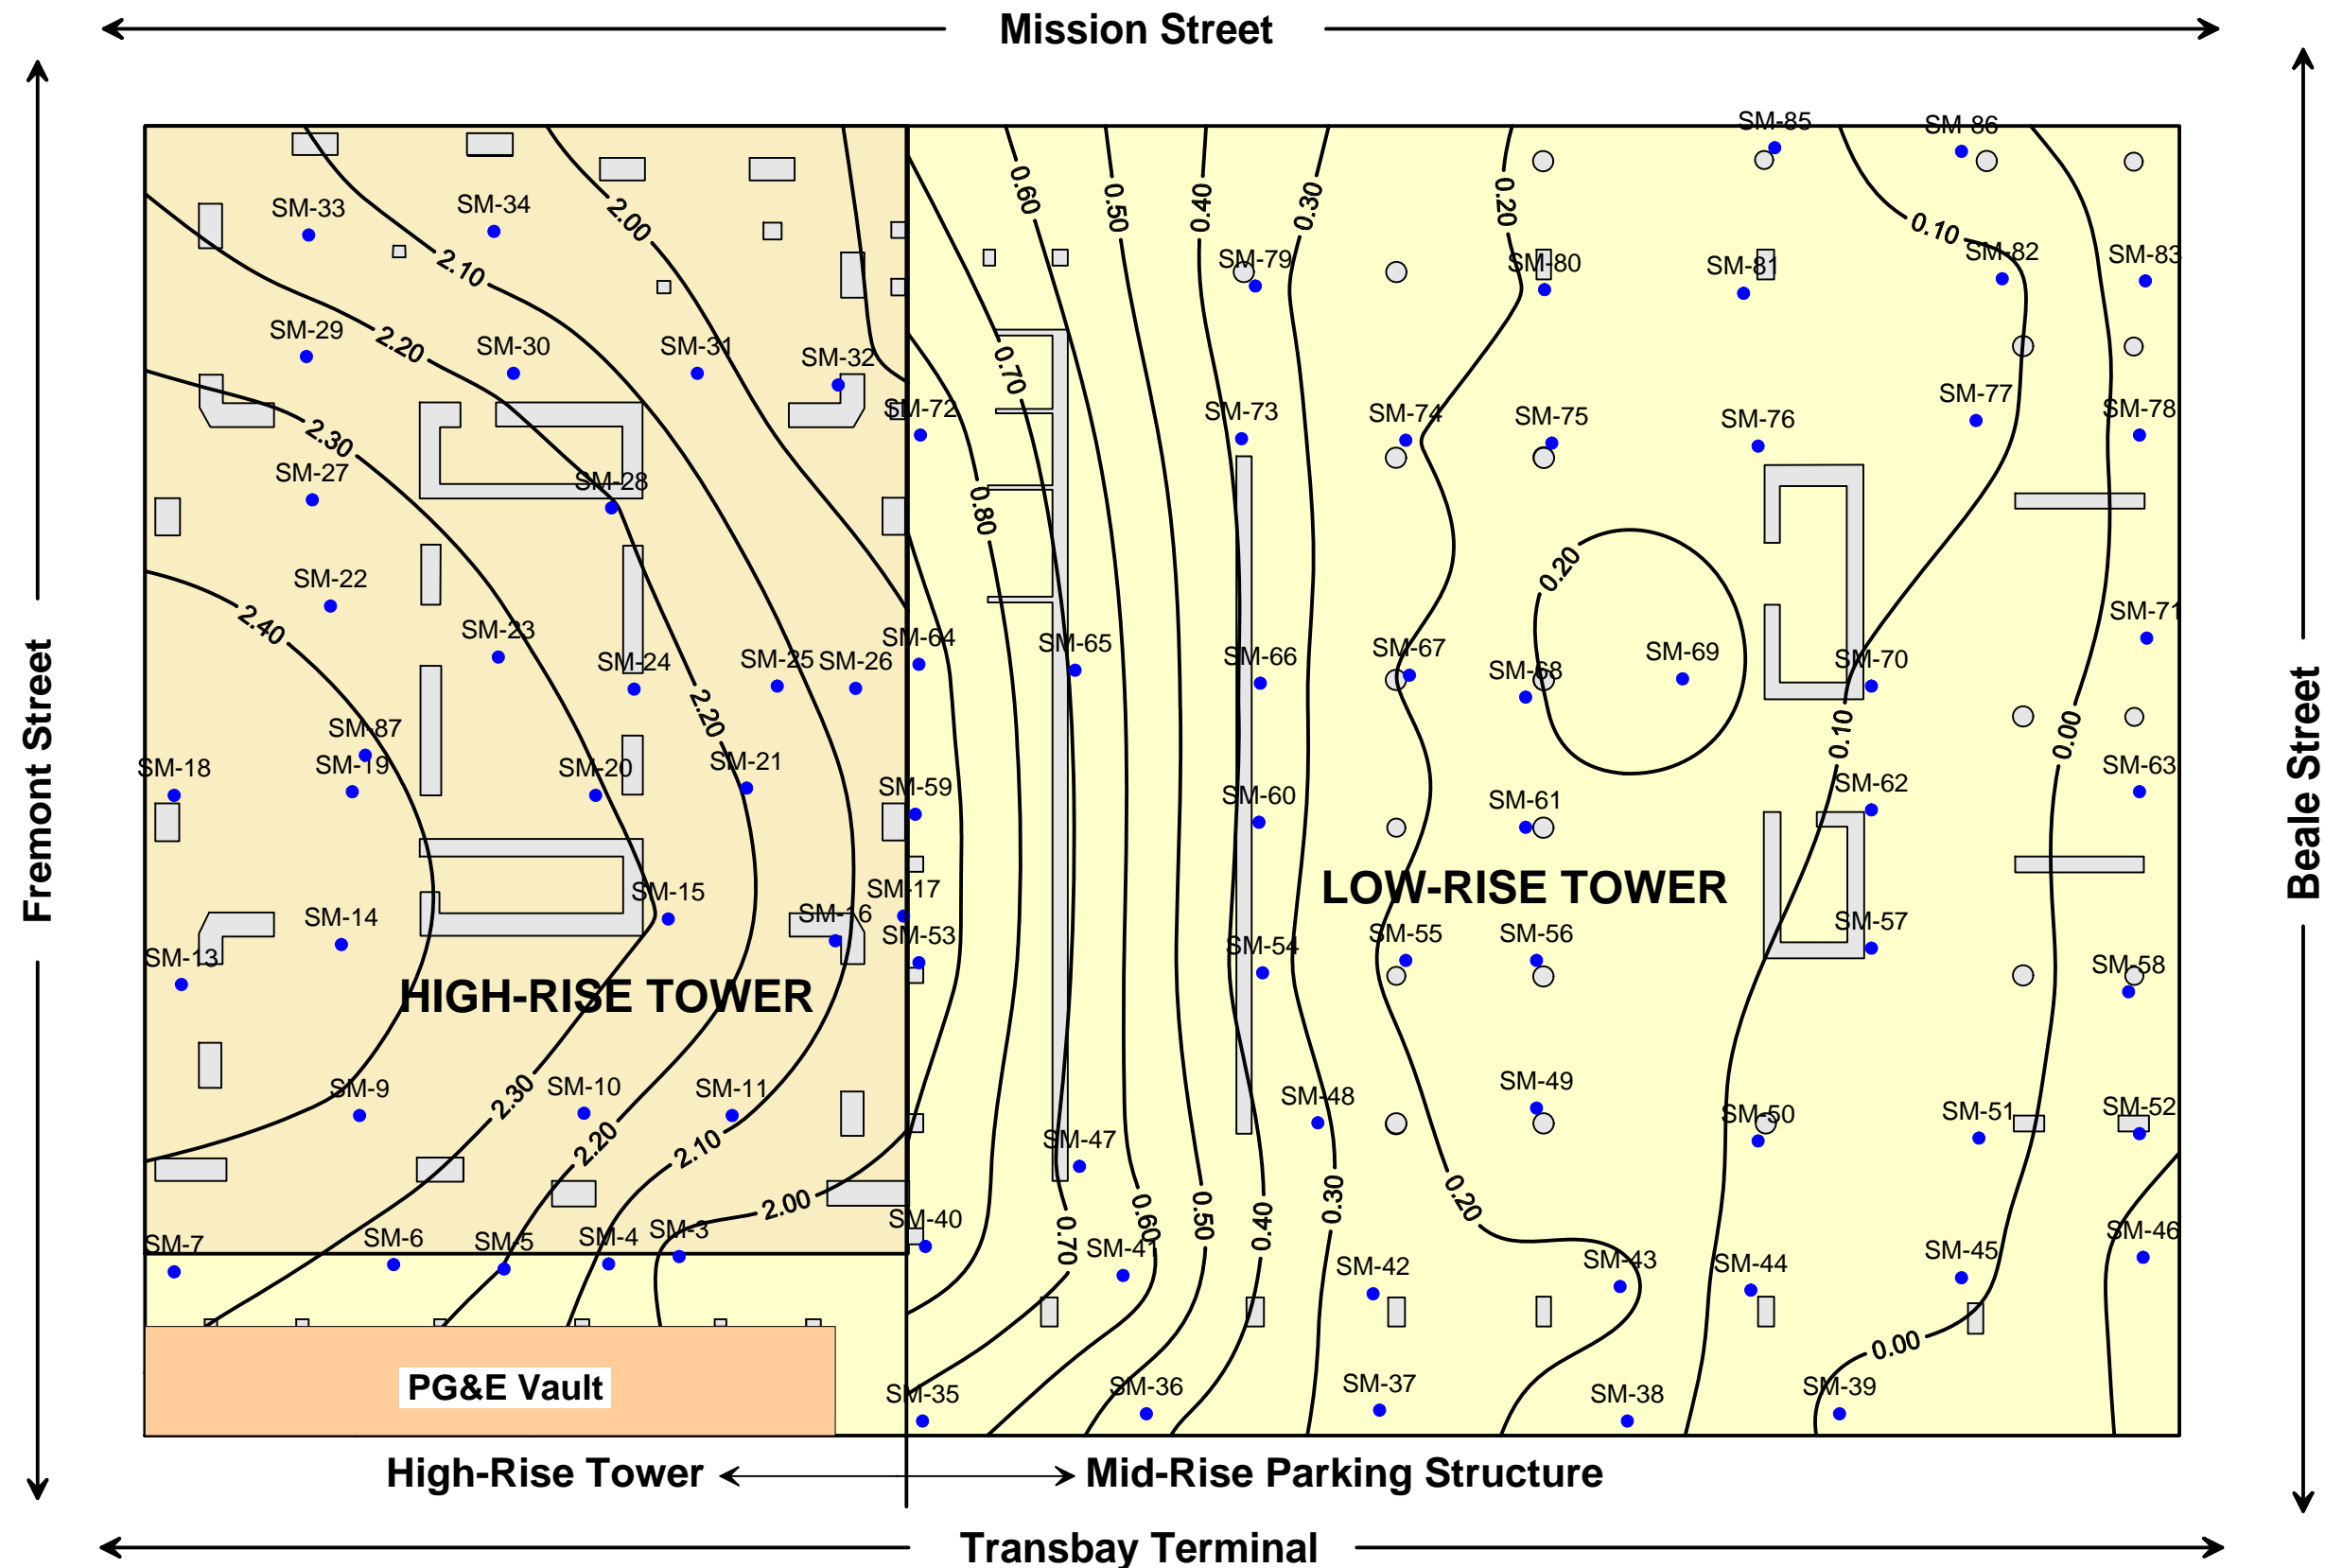 Mission Street
SM-85
SM-86
0.60
0.50
0.40
0.30
0.20
SM-33
SM-34
2.00
0.10
2.10
SM-79
SM-80
SM-81
SM-82
SM-83
SM-29
2.20
SM-30
SM-31
SM-32
0.70
SM-72
SM-73
SM-74
SM-75
SM-76
SM-77
SM-78
2.30
SM-27
SM-28
0.80
SM-22
0.20
2.40
SM-23
SM-24
SM-25
SM-26
SM-64
SM-65
SM-66
SM-67
SM-68
SM-69
SM-70
SM-71
Fremont Street
Beale Street
2.20
0.10
0.00
SM-87
SM-18
SM-19
SM-20
SM-21
SM-59
SM-60
SM-61
SM-62
SM-63
SM-14
SM-15
SM-16
SM-17
LOW-RISE TOWER
SM-13
SM-53
SM-54
SM-55
SM-56
SM-57
SM-58
HIGH-RISE TOWER
SM-9
2.30
SM-10
SM-11
SM-48
SM-49
SM-50
SM-51
SM-52
2.20
2.10
SM-47
2.00
0.70
0.60
0.50
0.40
0.30
0.20
SM-7
SM-6
SM-5
SM-4
SM-3
SM-40
SM-41
SM-42
SM-43
SM-44
SM-45
SM-46
0.00
PG&E Vault
SM-35
SM-36
SM-37
SM-38
SM-39
High-Rise Tower
Mid-Rise Parking Structure
Transbay Terminal